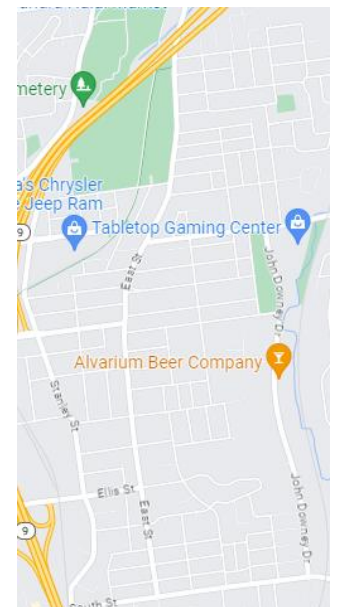 metery
a's Chrysler
Jeep Ram
9
Tabletop Gaming Center
East St
John Downey Dr
Alvarium Beer Company
Stanley St
John Downey Dr
Ellis St
East St
9
South St